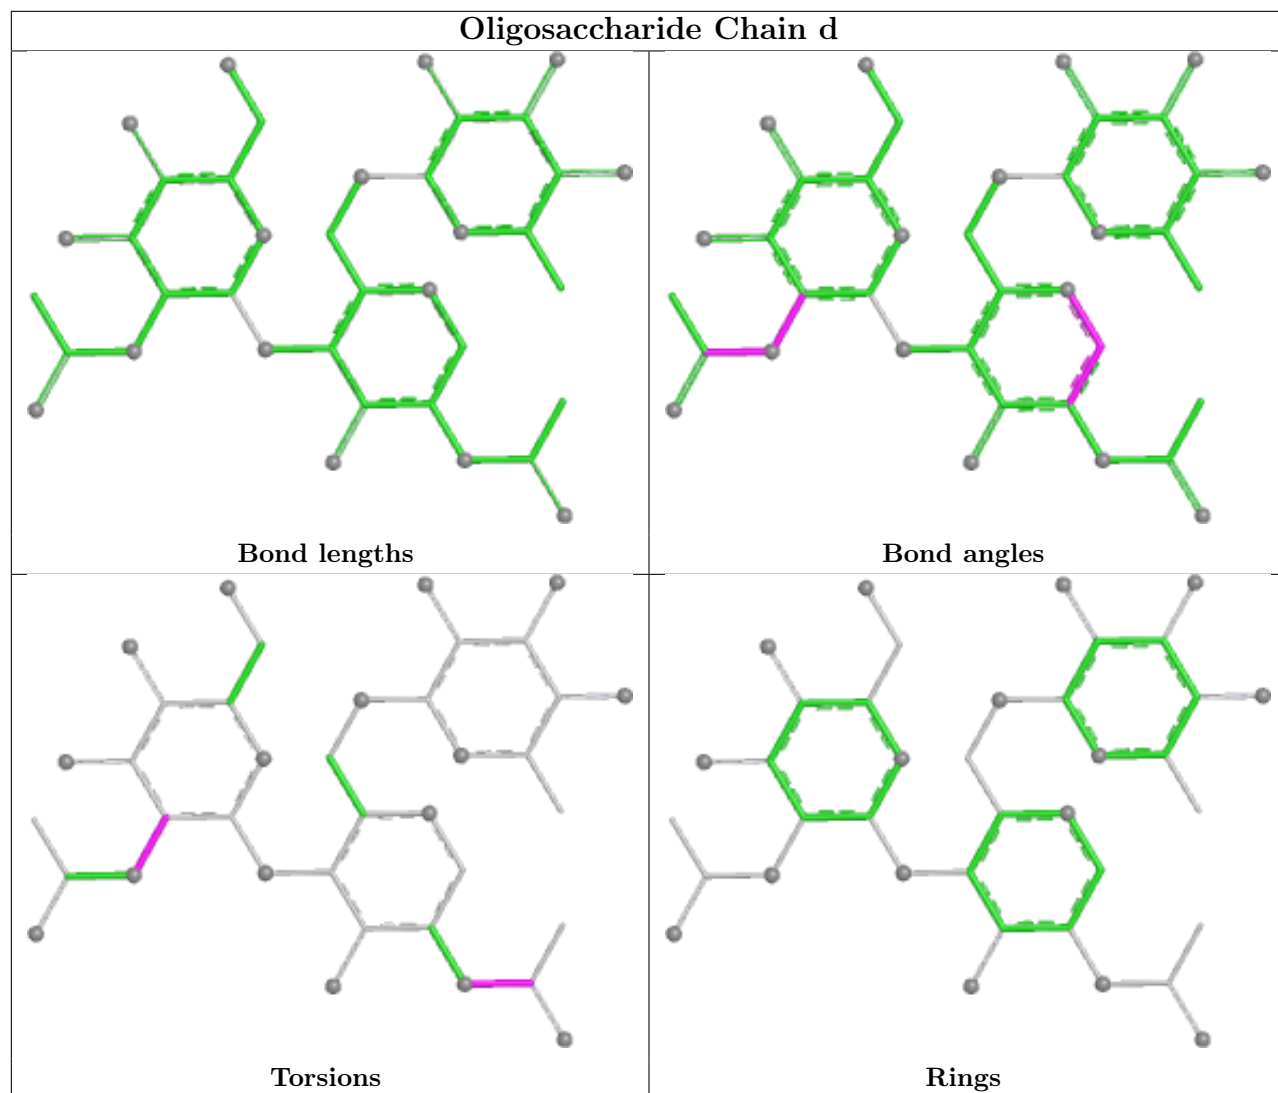 Oligosaccharide Chain d
Bond lengths
Bond angles
Torsions
Rings